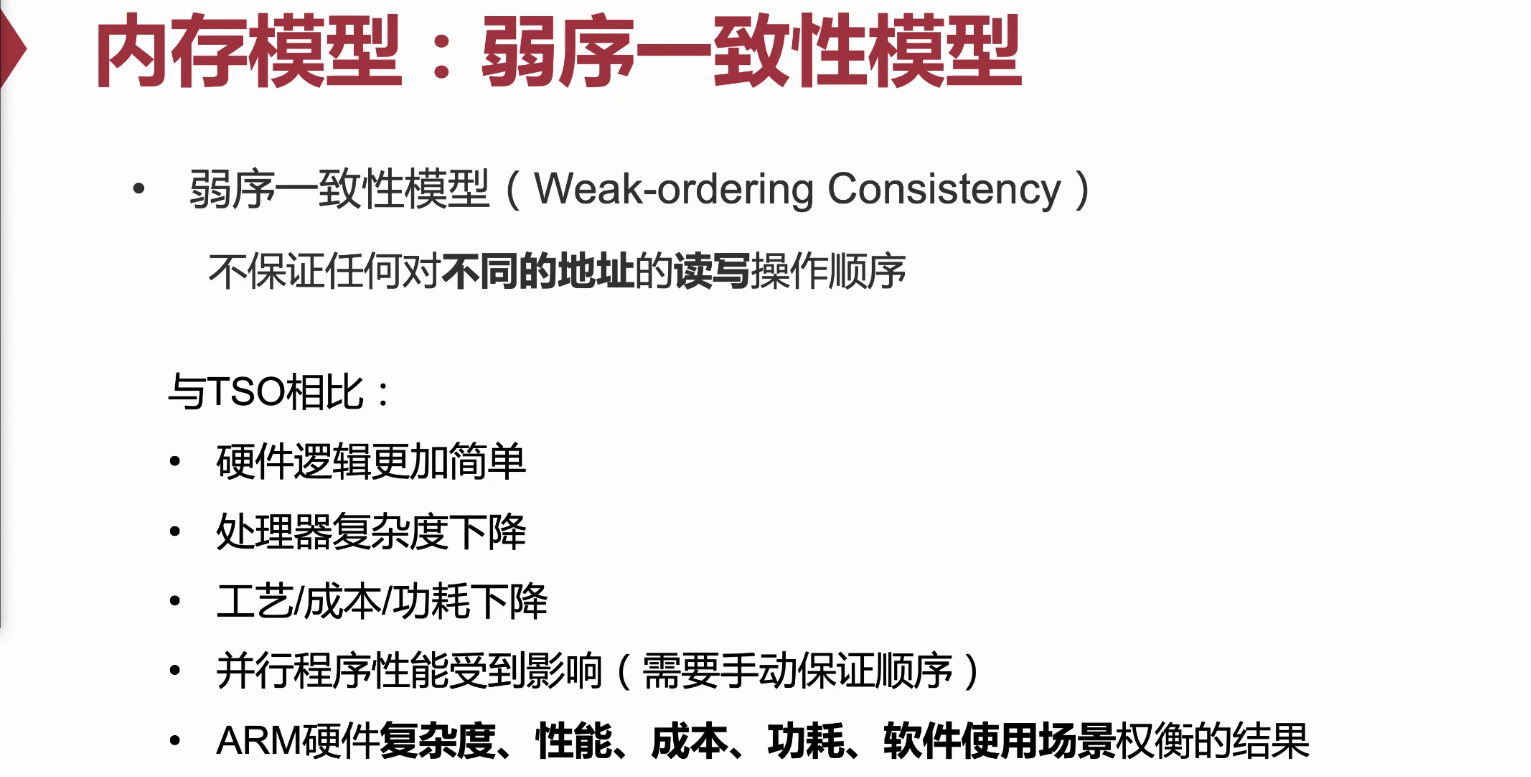 内存模型：弱序一致性模型
• 弱序一致性模型（Weak-ordering Consistency）
不保证任何对不同的地址的读写操作顺序
与TSO相比：
• 硬件逻辑更加简单
• 处理器复杂度下降
• 工艺/成本/功耗下降
• 并行程序性能受到影响（需要手动保证顺序）
• ARM硬件复杂度、性能、成本、功耗、软件使用场景权衡的结果